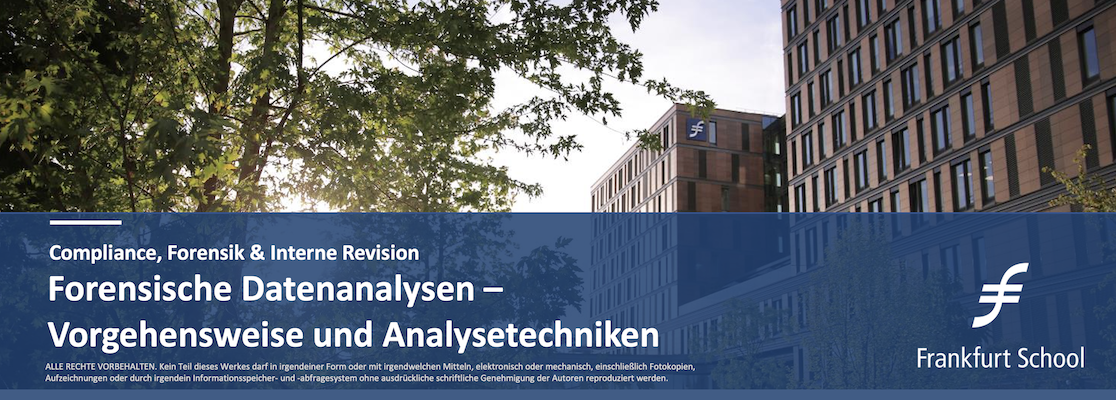 Compliance, Forensik & Interne Revision
Forensische Datenanalysen –
Vorgehensweise und Analysetechniken
ALLE RECHTE VORBEHALTEN. Kein Teil dieses Werkes darf in irgendeiner Form oder mit irgendwelchen Mitteln, elektronisch oder mechanisch, einschließlich Fotokopien,
Aufzeichnungen oder durch irgendein Informationsspeicher- und -abfragesystem ohne ausdrückliche schriftliche Genehmigung der Autoren reproduziert werden.
Frankfurt School